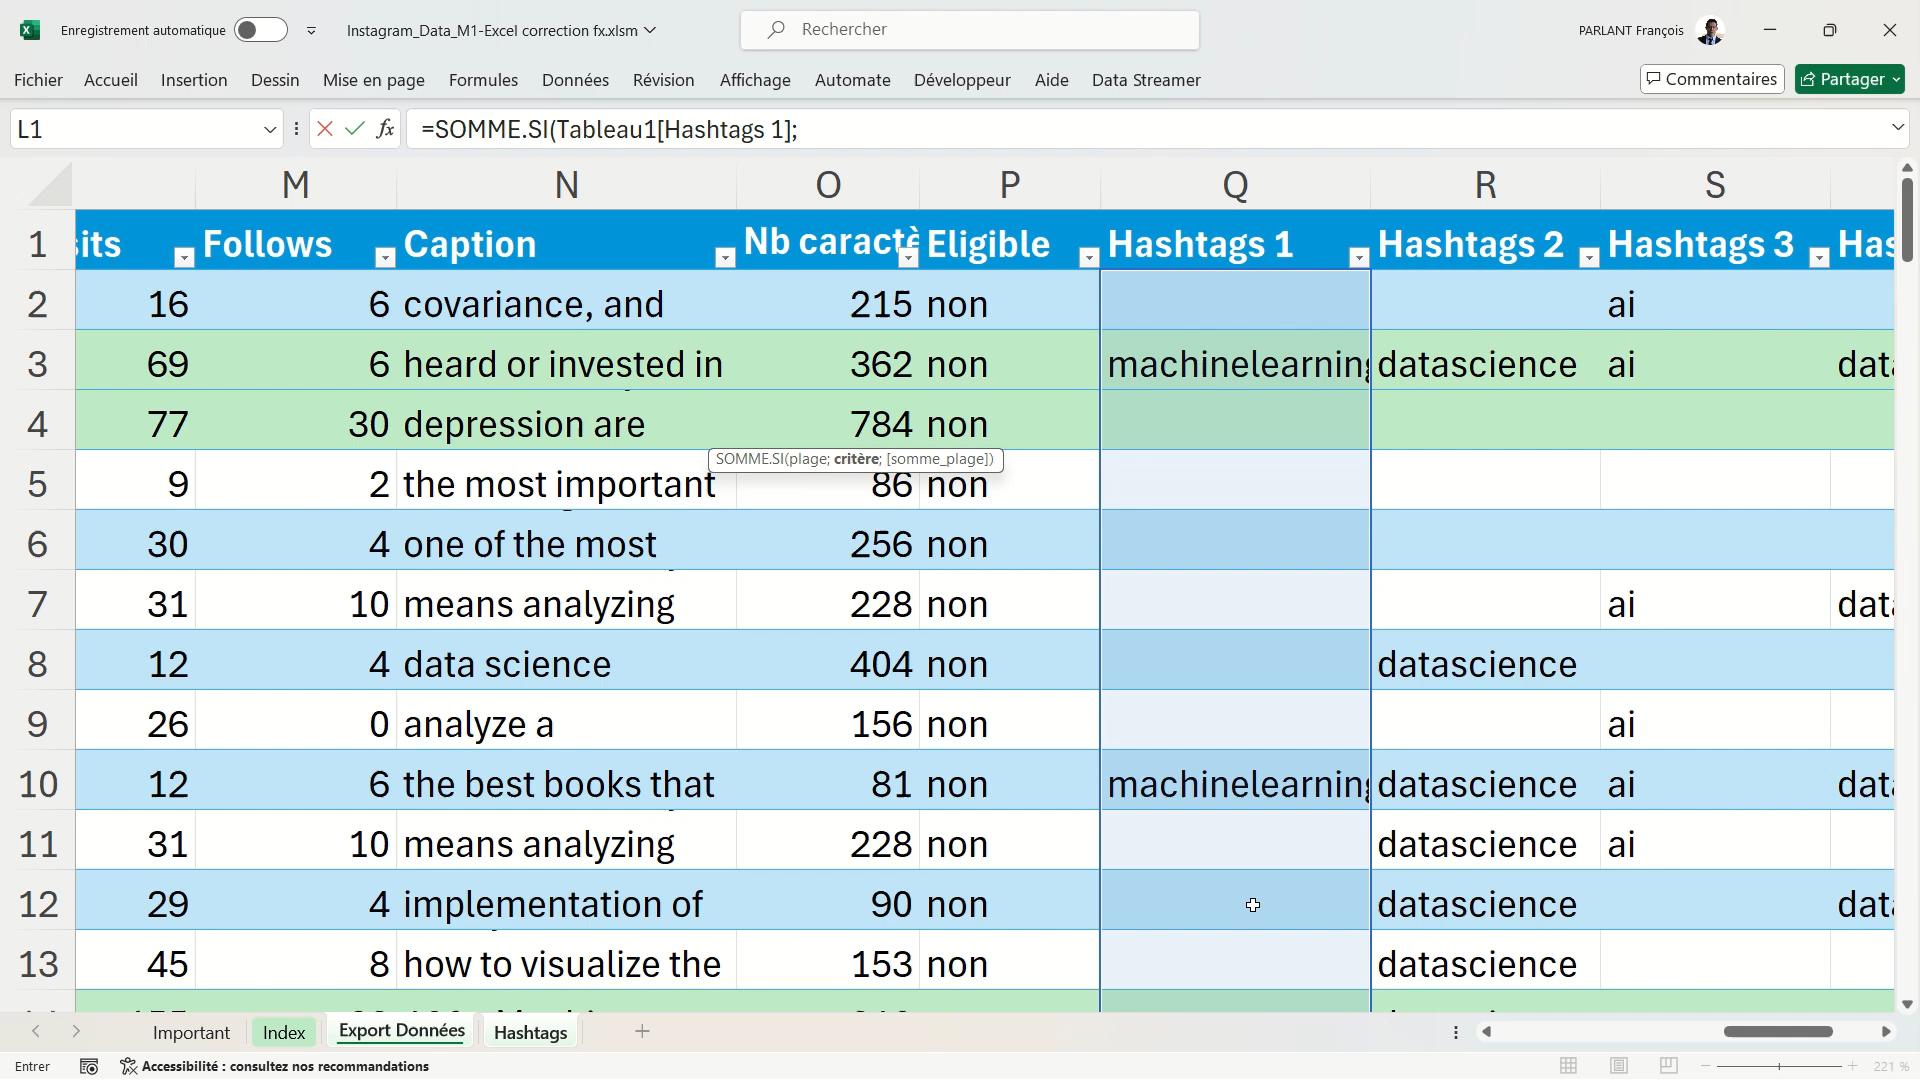 Enregistrement automatique
Instagram_Data_M1-Excel correction fx.xlsm
Rechercher
PARLANT François
Fichier Accueil Insertion Dessin Mise en page Formules Données Révision Affichage Automate Développeur Aide Data Streamer
Commentaires Partager
L1 fx =SOMME.SI(Tableau1[Hashtags 1];
M N O P Q R S
1 sits Follows Caption Nb caractè Eligible Hashtags 1 Hashtags 2 Hashtags 3 Has
2 16 6 covariance, and 215 non ai
3 69 6 heard or invested in 362 non machinelearning datascience ai data
4 77 30 depression are 784 non
SOMME.SI(plage; critère; [somme_plage])
5 9 2 the most important 86 non
6 30 4 one of the most 256 non
7 31 10 means analyzing 228 non ai data
8 12 4 data science 404 non datascience
9 26 0 analyze a 156 non ai
10 12 6 the best books that 81 non machinelearning datascience ai data
11 31 10 means analyzing 228 non datascience ai
12 29 4 implementation of 90 non datascience data
13 45 8 how to visualize the 153 non datascience
Important Index Export Données Hashtags
Entrer Accessibilité : consultez nos recommandations 221 %